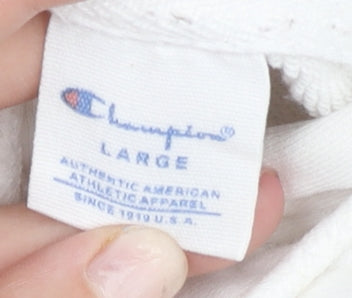 Champion®
LARGE
AUTHENTIC AMERICAN
ATHLETIC APPAREL
SINCE 1919 U.S.A.